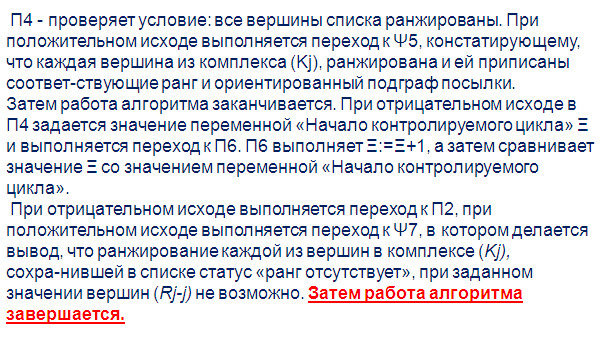 П4 - проверяет условие: все вершины списка ранжированы. При
положительном исходе выполняется переход к Ψ5, констатирующему,
что каждая вершина из комплекса (Kj), ранжирована и ей приписаны
соответ-ствующие ранг и ориентированный подграф посылки.
Затем работа алгоритма заканчивается. При отрицательном исходе в
П4 задается значение переменной «Начало контролируемого цикла» Ξ
и выполняется переход к П6. П6 выполняет Ξ:=Ξ+1, а затем сравнивает
значение Ξ со значением переменной «Начало контролируемого
цикла».
При отрицательном исходе выполняется переход к П2, при
положительном исходе выполняется переход к Ψ7, в котором делается
вывод, что ранжирование каждой из вершин в комплексе (Kj),
сохра-нившей в списке статус «ранг отсутствует», при заданном
значении вершин (Rj-j) не возможно. Затем работа алгоритма
завершается.